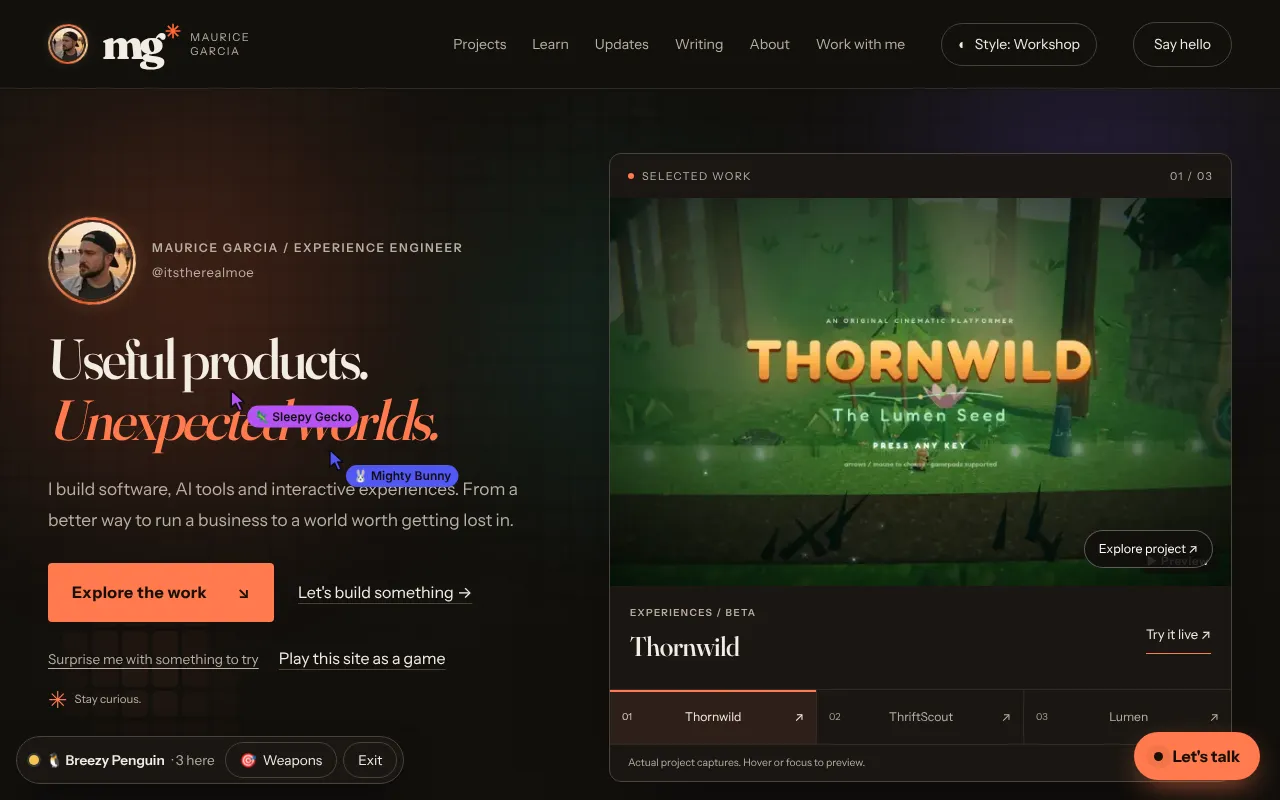 mg*
MAURICE
GARCIA
Projects
Learn
Updates
Writing
About
Work with me
Style: Workshop
Say hello
MAURICE GARCIA / EXPERIENCE ENGINEER
@itstherealmoe
Useful products.
Unexpected worlds.
Sleepy Gecko
Mighty Bunny
I build software, AI tools and interactive experiences. From a
better way to run a business to a world worth getting lost in.
Explore the work ↘
Let's build something →
Surprise me with something to try
Play this site as a game
Stay curious.
Breezy Penguin · 3 here
Weapons
Exit
SELECTED WORK
01 / 03
AN ORIGINAL CINEMATIC PLATFORMER
THORNWILD
The Lumen Seed
PRESS ANY KEY
Explore project ↗
Preview
EXPERIENCES / BETA
Thornwild
Try it live ↗
01 Thornwild ↗
02 ThriftScout ↗
03 Lumen ↗
Actual project captures. Hover or focus to preview.
Let's talk